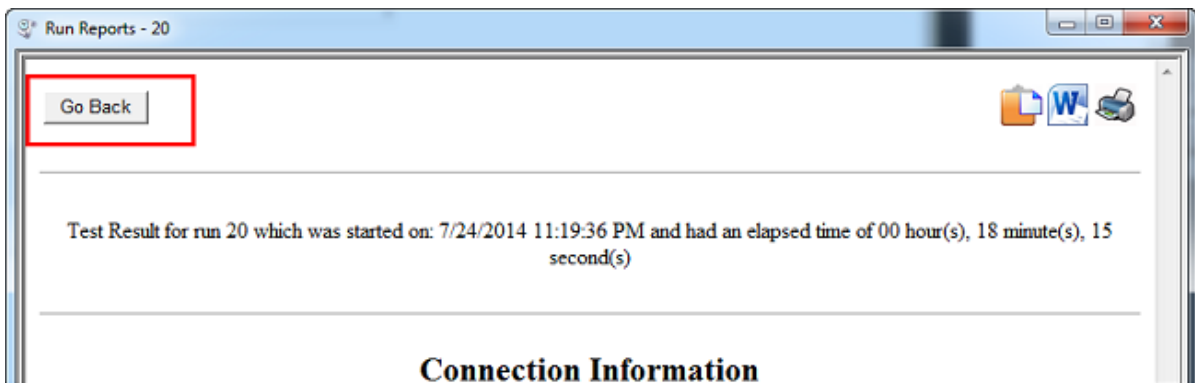 Run Reports - 20
Go Back
W
Test Result for run 20 which was started on: 7/24/2014 11:19:36 PM and had an elapsed time of 00 hour(s), 18 minute(s), 15
second(s)
Connection Information